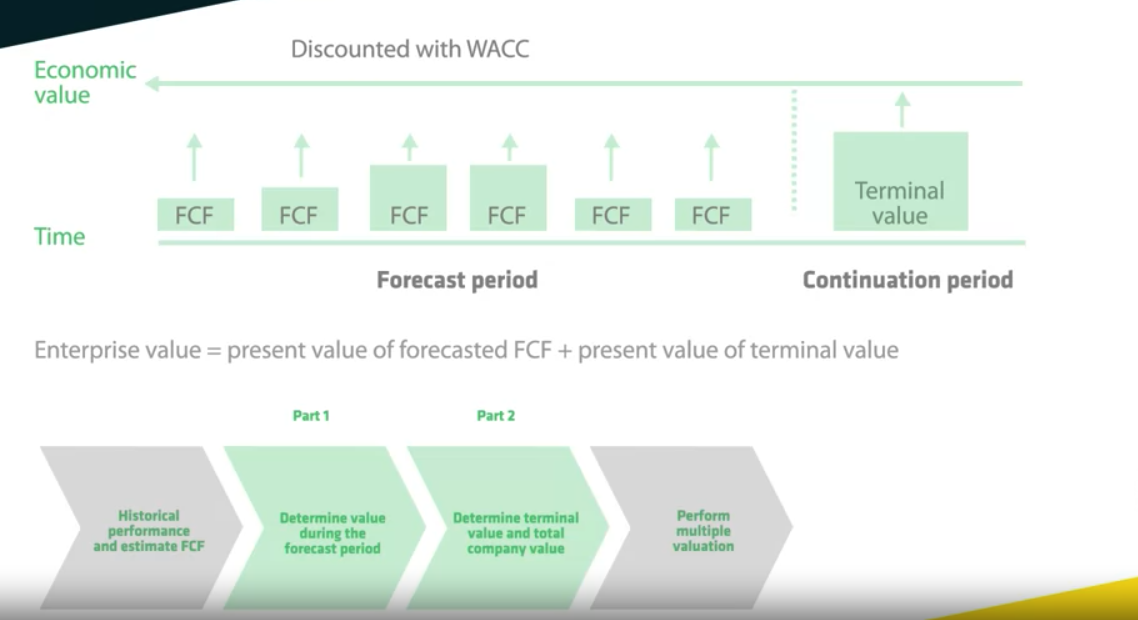 Discounted with WACC
Economic
value
FCF
FCF
FCF
FCF
FCF
FCF
Terminal
value
Time
Forecast period
Continuation period
Enterprise value = present value of forecasted FCF + present value of terminal value
Part 1
Part 2
Historical
performance
and estimate FCF
Determine value
during the
forecast period
Determine terminal
value and total
company value
Perform
multiple
valuation